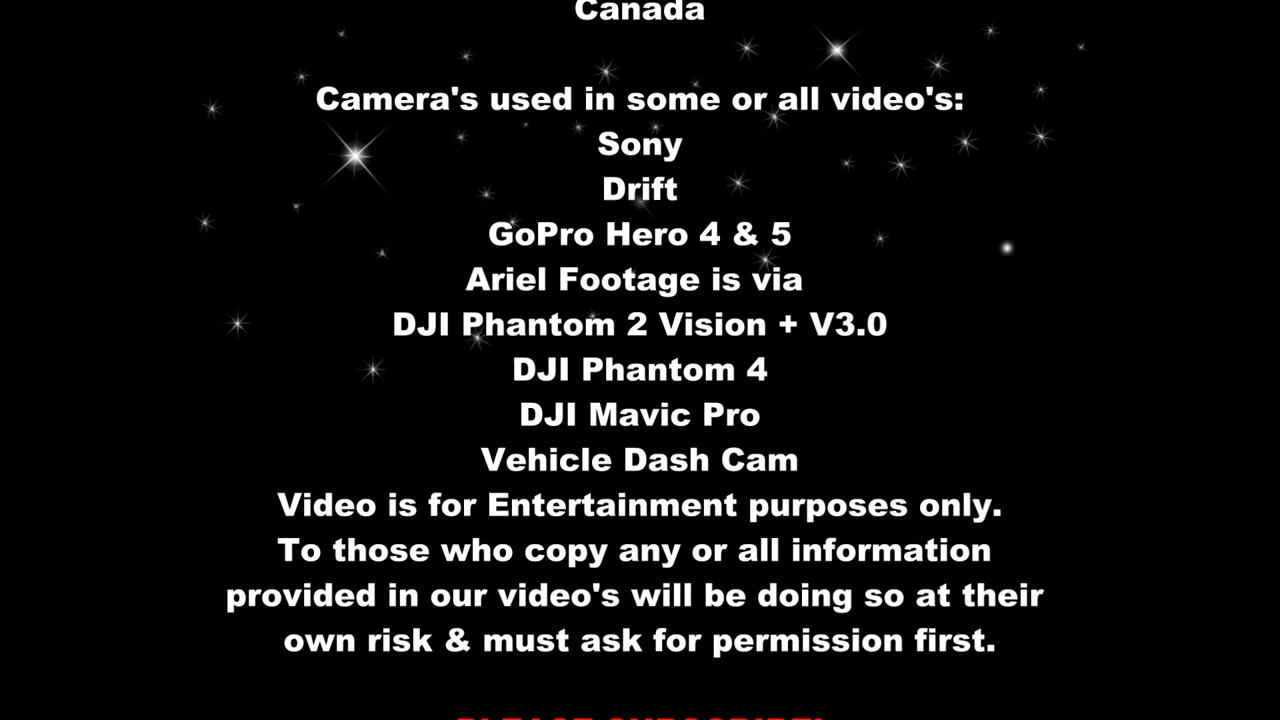 Canada
Camera's used in some or all video's:
Sony
Drift
GoPro Hero 4 & 5
Ariel Footage is via
DJI Phantom 2 Vision + V3.0
DJI Phantom 4
DJI Mavic Pro
Vehicle Dash Cam
Video is for Entertainment purposes only.
To those who copy any or all information
provided in our video's will be doing so at their
own risk & must ask for permission first.
PLEASE SUBSCRIBE!